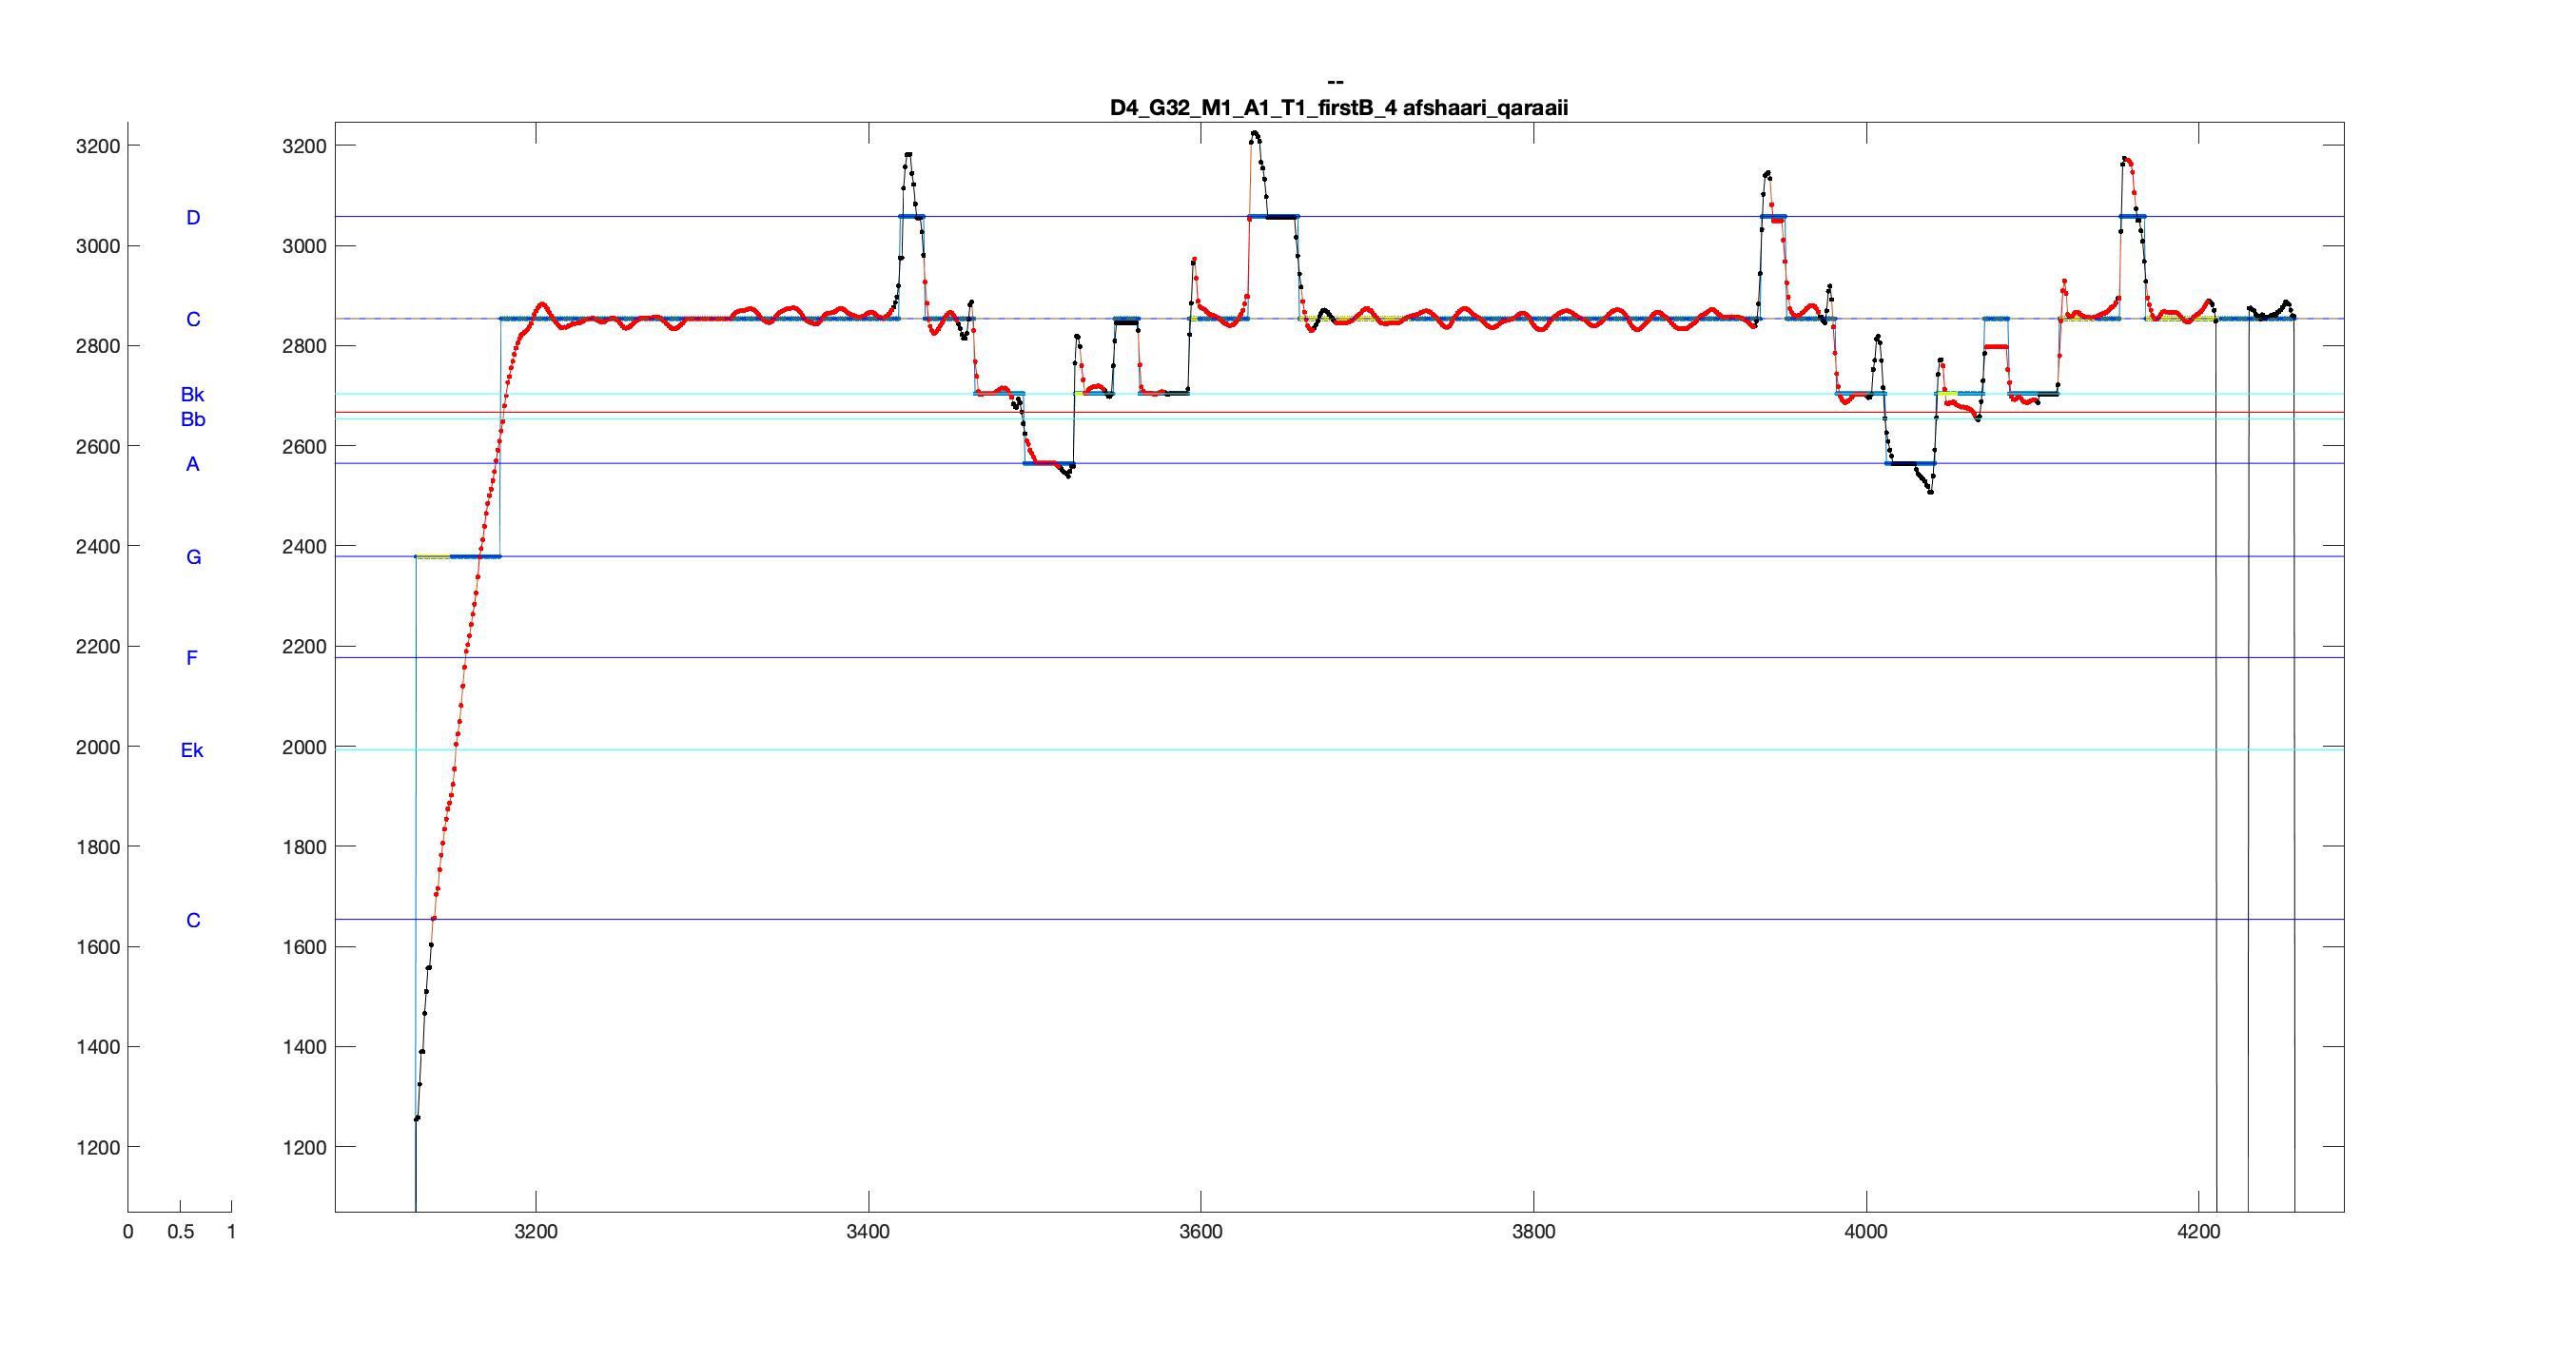 --
D4_G32_M1_A1_T1_firstB_4 afshaari_qaraaii
3200 3200
D
3000 3000
C
2800 2800
Bk
Bb
2600 2600
A
2400 2400
G
2200 2200
F
2000 2000
Ek
1800 1800
1600 1600
C
1400 1400
1200 1200
0 0.5 1 3200 3400 3600 3800 4000 4200